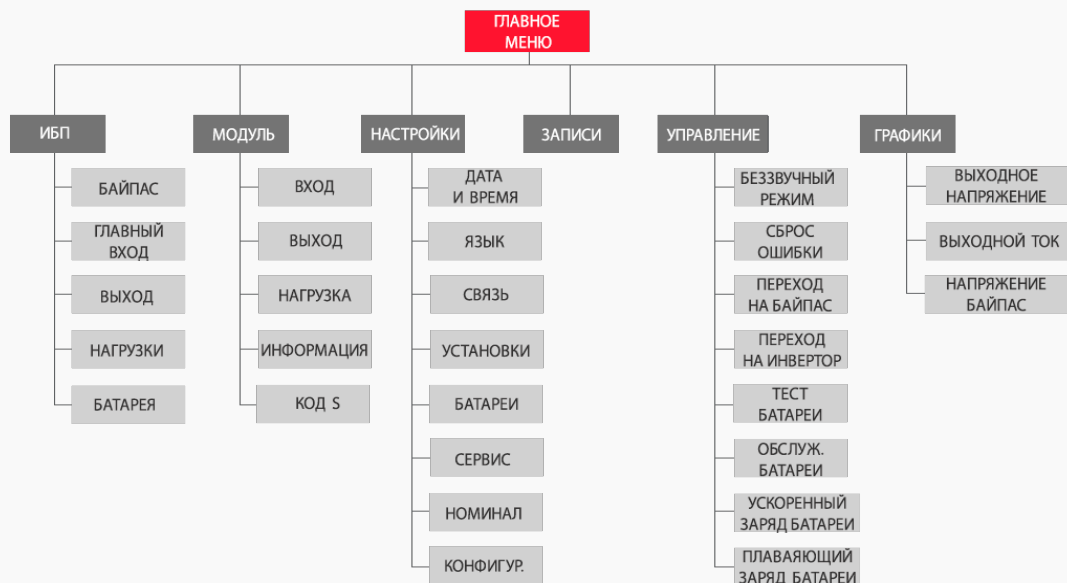 ГЛАВНОЕ
МЕНЮ
ИБП
МОДУЛЬ
НАСТРОЙКИ
ЗАПИСИ
УПРАВЛЕНИЕ
ГРАФИКИ
БАЙПАС
ГЛАВНЫЙ
ВХОД
ВЫХОД
НАГРУЗКИ
БАТАРЕЯ
ВХОД
ВЫХОД
НАГРУЗКА
ИНФОРМАЦИЯ
КОД S
ДАТА
И ВРЕМЯ
ЯЗЫК
СВЯЗЬ
УСТАНОВКИ
БАТАРЕИ
СЕРВИС
НОМИНАЛ
КОНФИГУР.
БЕЗЗВУЧНЫЙ
РЕЖИМ
СБРОС
ОШИБКИ
ПЕРЕХОД
НА БАЙПАС
ПЕРЕХОД
НА ИНВЕРТОР
ТЕСТ
БАТАРЕИ
ОБСЛУЖ.
БАТАРЕИ
УСКОРЕННЫЙ
ЗАРЯД БАТАРЕИ
ПЛАВАЯЮЩИЙ
ЗАРЯД БАТАРЕИ
ВЫХОДНОЕ
НАПРЯЖЕНИЕ
ВЫХОДНОЙ ТОК
НАПРЯЖЕНИЕ
БАЙПАС